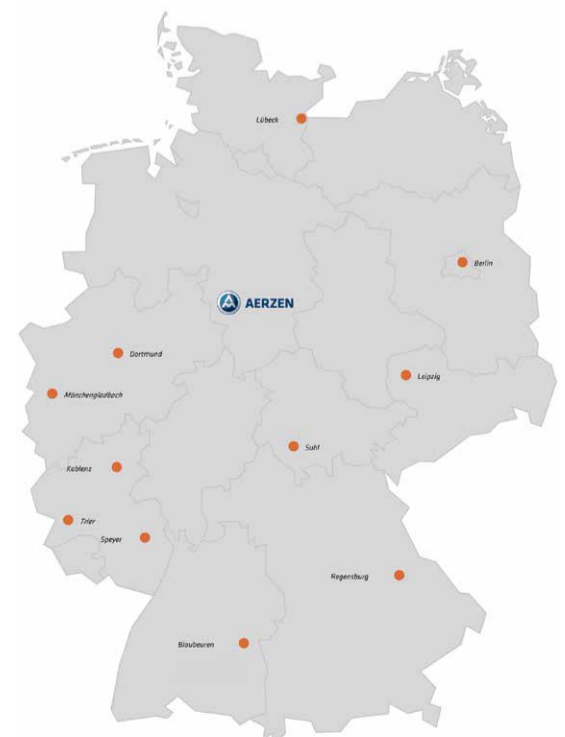 Lübeck
Berlin
AERZEN
Dortmund
Leipzig
Mönchengladbach
Suhl
Koblenz
Trier
Speyer
Regensburg
Blaubeuren